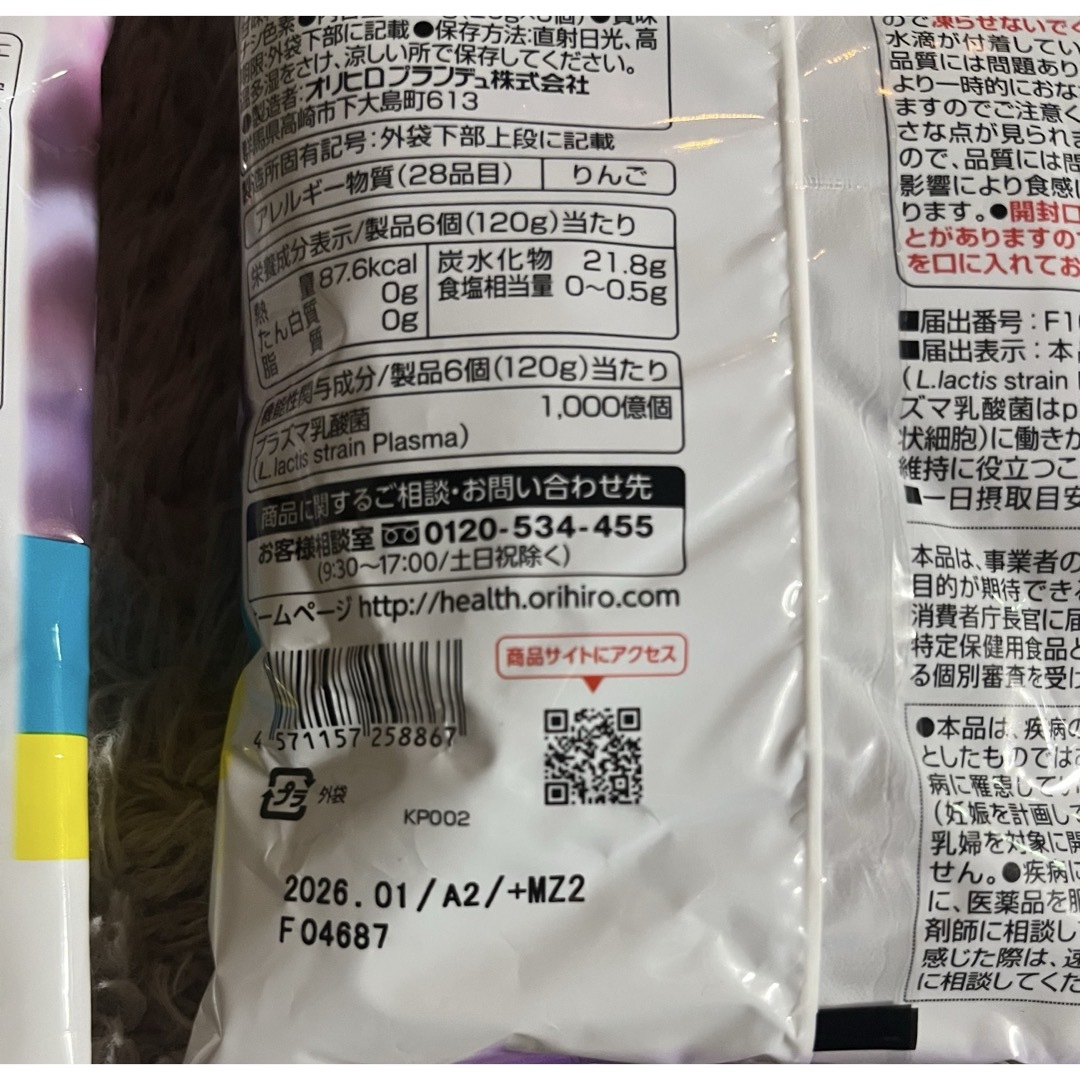 ナン色素
限:外袋下部に記載●保存方法:直射日光、高
温多湿をさけ、涼しい所で保存してください。
●製造者:オリヒロプランデュ株式会社
群馬県高崎市下大島町613
製造所固有記号:外袋下部上段に記載
アレルギー物質(28品目) りんご
栄養成分表示/製品6個(120g)当たり
熱量 87.6kcal
たん白質 0g
脂質 0g
炭水化物 21.8g
食塩相当量 0〜0.5g
機能性関与成分/製品6個(120g)当たり
プラズマ乳酸菌 1,000億個
(L.lactis strain Plasma)
商品に関するご相談・お問い合わせ先
お客様相談室 0120-534-455
(9:30〜17:00/土日祝除く)
ホームページ http://health.orihiro.com
商品サイトにアクセス
4 571157 258867
プラ 外袋
KP002
2026.01/A2/+MZ2
F04687
ので凍らせないでく
水滴が付着してい
品質には問題あり
より一時的におな
ますのでご注意く
さな点が見られま
ので、品質には問
影響により食感に
ります。●開封口
とがありますので
を口に入れてお
■届出番号:F1
■届出表示:本
(L.lactis strain
ズマ乳酸菌はp
状細胞)に働きか
維持に役立つこ
■一日摂取目安
本品は、事業者の
目的が期待できる
消費者庁長官に届
特定保健用食品と
る個別審査を受け
●本品は、疾病の
としたものではあ
病に罹患してい
(妊娠を計画して
乳婦を対象に開
せん。●疾病に
に、医薬品を服
剤師に相談し
感じた際は、速
に相談してくだ